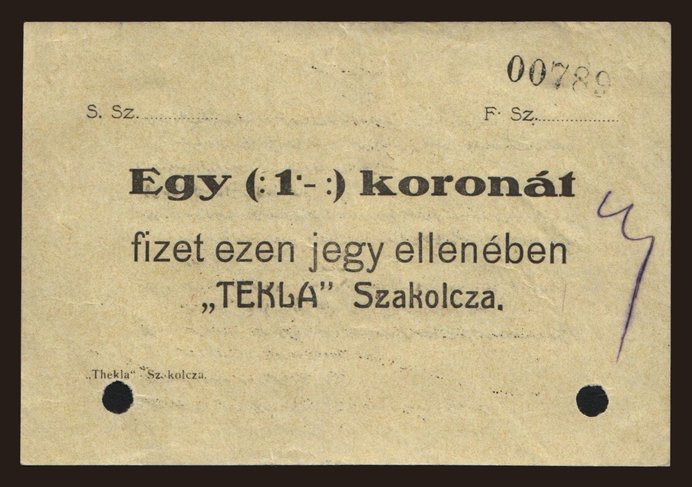 00789
S. Sz.................... F. Sz....................
Egy (: 1·- :) koronát
fizet ezen jegy ellenében
„TEKLA” Szakolcza.
„Thekla” Szakolcza.